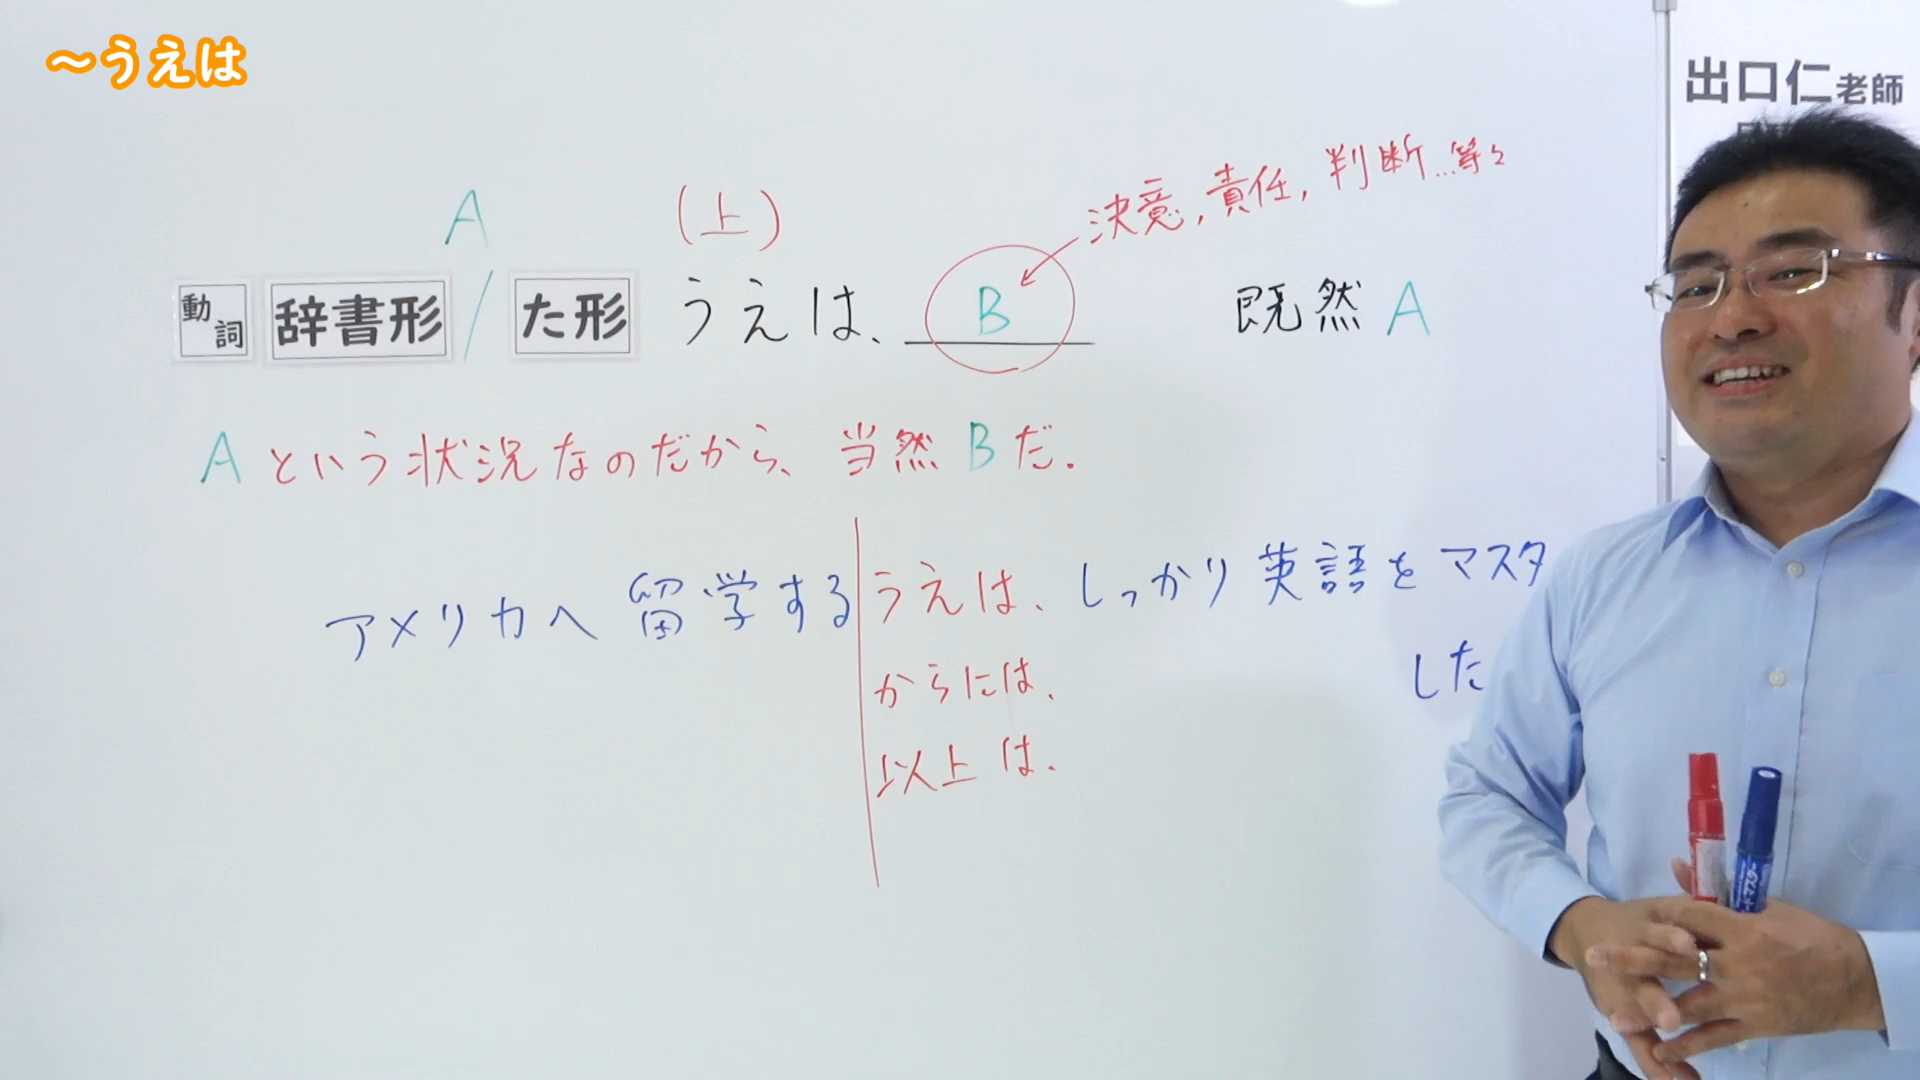 ～うえは
出口仁老師
A
(上)
決意,責任,判断...等々
動詞 辞書形/た形 うえは、B
既然A
Aという状況なのだから、当然Bだ.
アメリカへ留学する うえは、しっかり英語をマスタ
した
からには、
以上は、